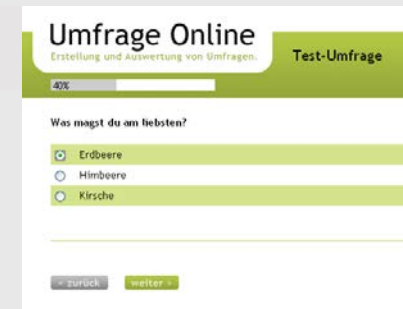 Umfrage Online
Erstellung und Auswertung von Umfragen.
Test-Umfrage
40%
Was magst du am liebsten?
Erdbeere
Himbeere
Kirsche
« zurück weiter »